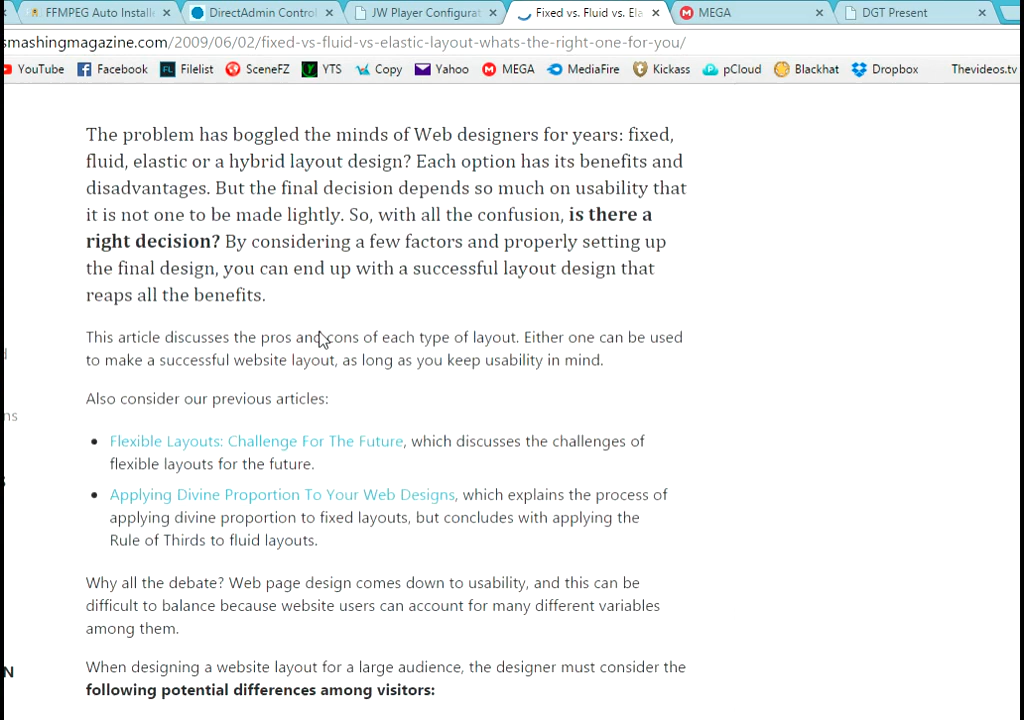 FFMPEG Auto Install
DirectAdmin Control
JW Player Configurat
Fixed vs. Fluid vs. Ela
MEGA
DGT Present
smashingmagazine.com/2009/06/02/fixed-vs-fluid-vs-elastic-layout-whats-the-right-one-for-you/
YouTube
Facebook
FL Filelist
SceneFZ
YTS
Copy
Yahoo
MEGA
MediaFire
Kickass
pCloud
Blackhat
Dropbox
Thevideos.tv
The problem has boggled the minds of Web designers for years: fixed,
fluid, elastic or a hybrid layout design? Each option has its benefits and
disadvantages. But the final decision depends so much on usability that
it is not one to be made lightly. So, with all the confusion, is there a
right decision? By considering a few factors and properly setting up
the final design, you can end up with a successful layout design that
reaps all the benefits.
This article discusses the pros and cons of each type of layout. Either one can be used
to make a successful website layout, as long as you keep usability in mind.
Also consider our previous articles:
ns
• Flexible Layouts: Challenge For The Future, which discusses the challenges of
flexible layouts for the future.
• Applying Divine Proportion To Your Web Designs, which explains the process of
applying divine proportion to fixed layouts, but concludes with applying the
Rule of Thirds to fluid layouts.
Why all the debate? Web page design comes down to usability, and this can be
difficult to balance because website users can account for many different variables
among them.
N
When designing a website layout for a large audience, the designer must consider the
following potential differences among visitors: